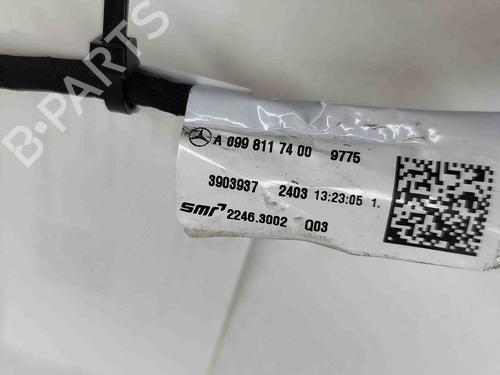 A 099 811 74 00 9775
3903937 2403 13:23:05 1.
smr 2246.3002 Q03
B-PARTS